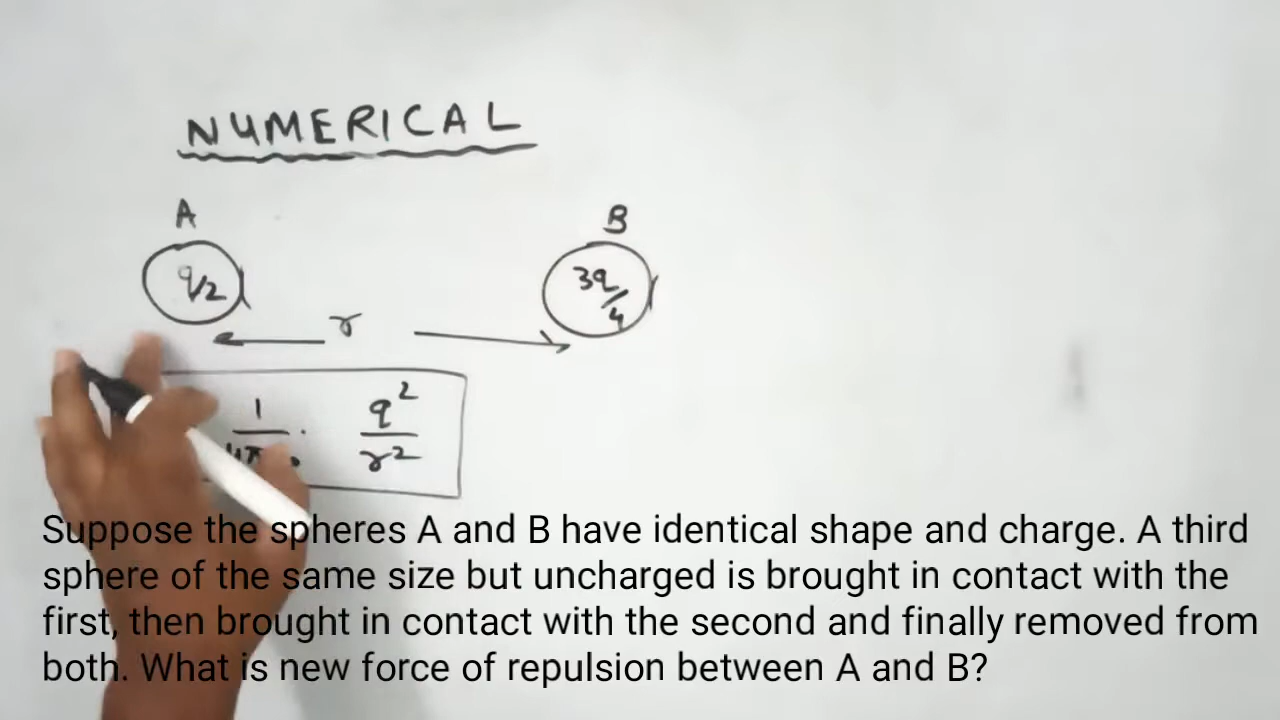 NUMERICAL
A B
q/2 3q/4
r
1 q²
r²
Suppose the spheres A and B have identical shape and charge. A third
sphere of the same size but uncharged is brought in contact with the
first, then brought in contact with the second and finally removed from
both. What is new force of repulsion between A and B?